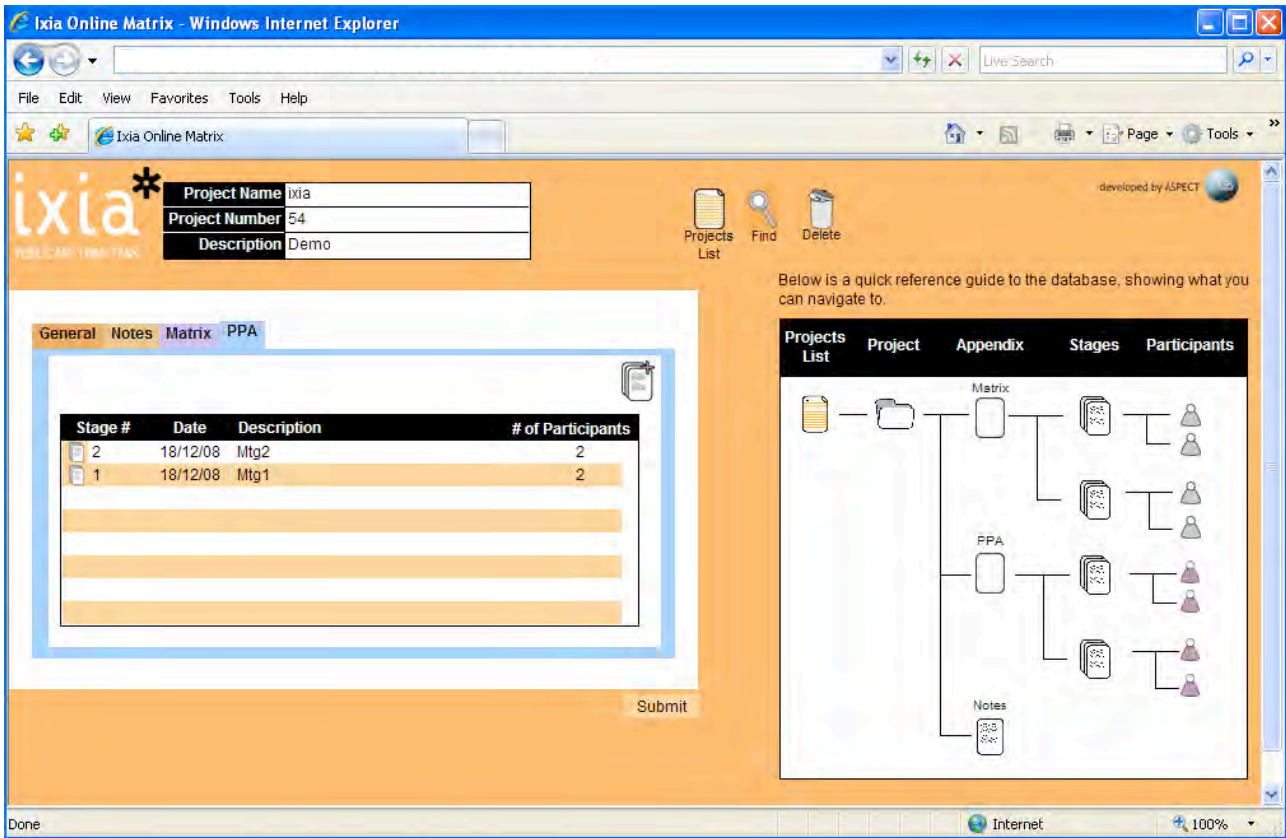 Ixia Online Matrix - Windows Internet Explorer
Live Search
File Edit View Favorites Tools Help
Ixia Online Matrix
Page Tools »
ixia*
Project Name ixia
Project Number 54
Description Demo
Projects List
Find
Delete
developed by ASPECT
Below is a quick reference guide to the database, showing what you
can navigate to.
General Notes Matrix PPA
Stage # Date Description # of Participants
2 18/12/08 Mtg2 2
1 18/12/08 Mtg1 2
Submit
Projects List
Project Appendix Stages Participants
Matrix
PPA
Notes
Done Internet 100%